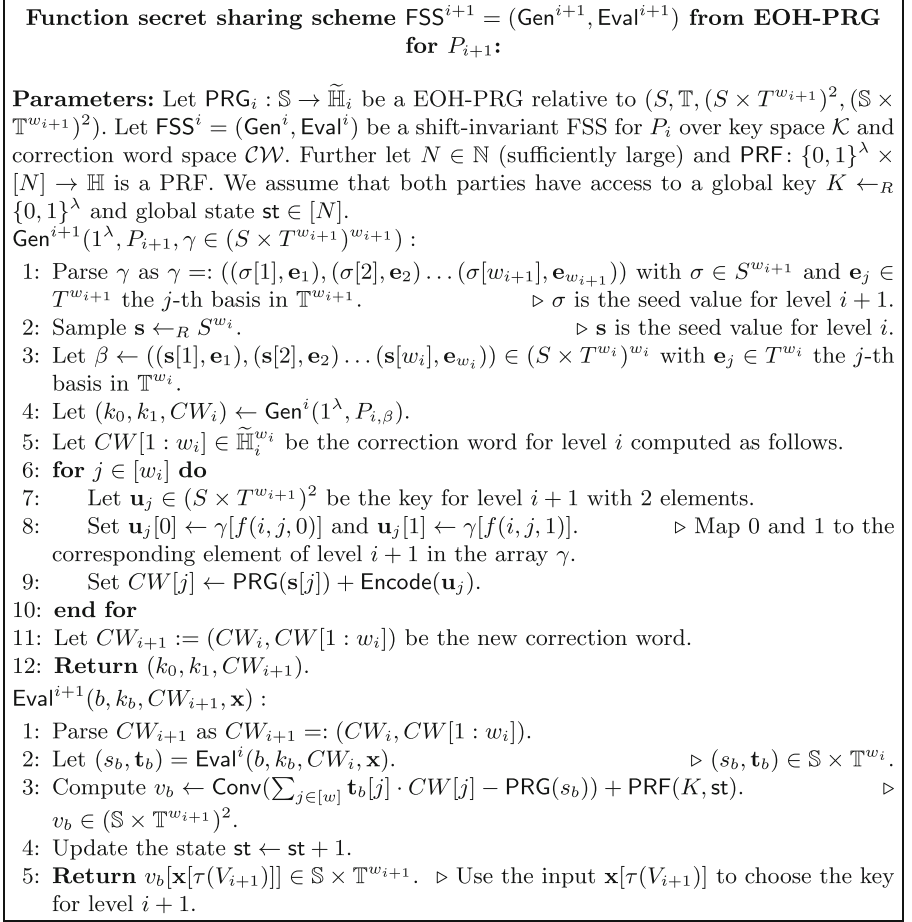 Function secret sharing scheme FSS^{i+1} = (Gen^{i+1}, Eval^{i+1}) from EOH-PRG
for P_{i+1}:
Parameters: Let PRG_i : 𝕊 → ℍ̃_i be a EOH-PRG relative to (S, 𝕋, (S × T^{w_{i+1}})^2, (𝕊 ×
𝕋^{w_{i+1}})^2). Let FSS^i = (Gen^i, Eval^i) be a shift-invariant FSS for P_i over key space 𝒦 and
correction word space 𝒞𝒲. Further let N ∈ ℕ (sufficiently large) and PRF: {0, 1}^λ ×
[N] → ℍ is a PRF. We assume that both parties have access to a global key K ←_R
{0, 1}^λ and global state st ∈ [N].
Gen^{i+1}(1^λ, P_{i+1}, γ ∈ (S × T^{w_{i+1}})^{w_{i+1}}) :
1: Parse γ as γ =: ((σ[1], e_1), (σ[2], e_2) . . . (σ[w_{i+1}], e_{w_{i+1}})) with σ ∈ S^{w_{i+1}} and e_j ∈
T^{w_{i+1}} the j-th basis in 𝕋^{w_{i+1}}. ▷ σ is the seed value for level i + 1.
2: Sample s ←_R S^{w_i}. ▷ s is the seed value for level i.
3: Let β ← ((s[1], e_1), (s[2], e_2) . . . (s[w_i], e_{w_i})) ∈ (S × T^{w_i})^{w_i} with e_j ∈ T^{w_i} the j-th
basis in 𝕋^{w_i}.
4: Let (k_0, k_1, CW_i) ← Gen^i(1^λ, P_{i,β}).
5: Let CW[1 : w_i] ∈ ℍ̃_i^{w_i} be the correction word for level i computed as follows.
6: for j ∈ [w_i] do
7: Let u_j ∈ (S × T^{w_{i+1}})^2 be the key for level i + 1 with 2 elements.
8: Set u_j[0] ← γ[f(i, j, 0)] and u_j[1] ← γ[f(i, j, 1)]. ▷ Map 0 and 1 to the
corresponding element of level i + 1 in the array γ.
9: Set CW[j] ← PRG(s[j]) + Encode(u_j).
10: end for
11: Let CW_{i+1} := (CW_i, CW[1 : w_i]) be the new correction word.
12: Return (k_0, k_1, CW_{i+1}).
Eval^{i+1}(b, k_b, CW_{i+1}, x) :
1: Parse CW_{i+1} as CW_{i+1} =: (CW_i, CW[1 : w_i]).
2: Let (s_b, t_b) = Eval^i(b, k_b, CW_i, x). ▷ (s_b, t_b) ∈ 𝕊 × 𝕋^{w_i}.
3: Compute v_b ← Conv(∑_{j∈[w]} t_b[j] · CW[j] − PRG(s_b)) + PRF(K, st). ▷
v_b ∈ (𝕊 × 𝕋^{w_{i+1}})^2.
4: Update the state st ← st + 1.
5: Return v_b[x[τ(V_{i+1})]] ∈ 𝕊 × 𝕋^{w_{i+1}}. ▷ Use the input x[τ(V_{i+1})] to choose the key
for level i + 1.